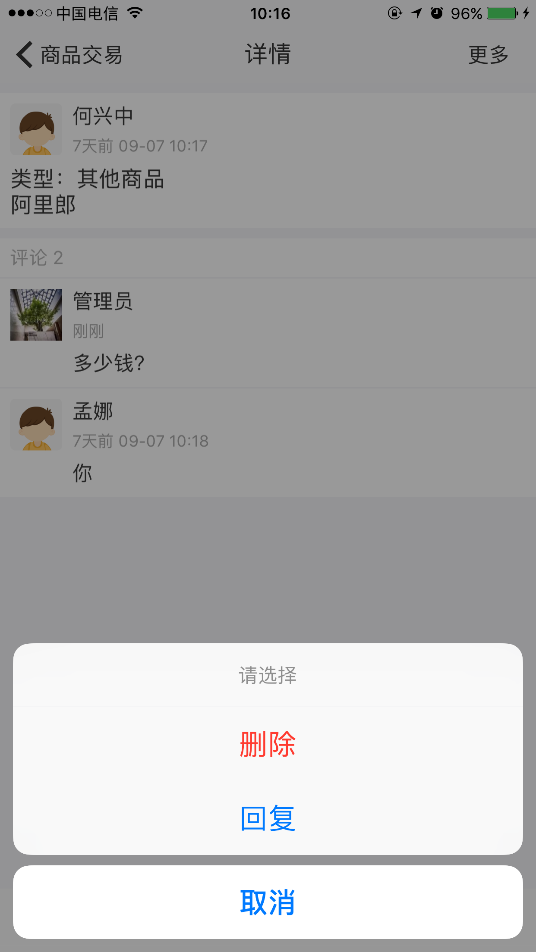 中国电信 10:16 96%
商品交易 详情 更多
何兴中
7天前 09-07 10:17
类型：其他商品
阿里郎
评论 2
管理员
刚刚
多少钱?
孟娜
7天前 09-07 10:18
你
请选择
删除
回复
取消